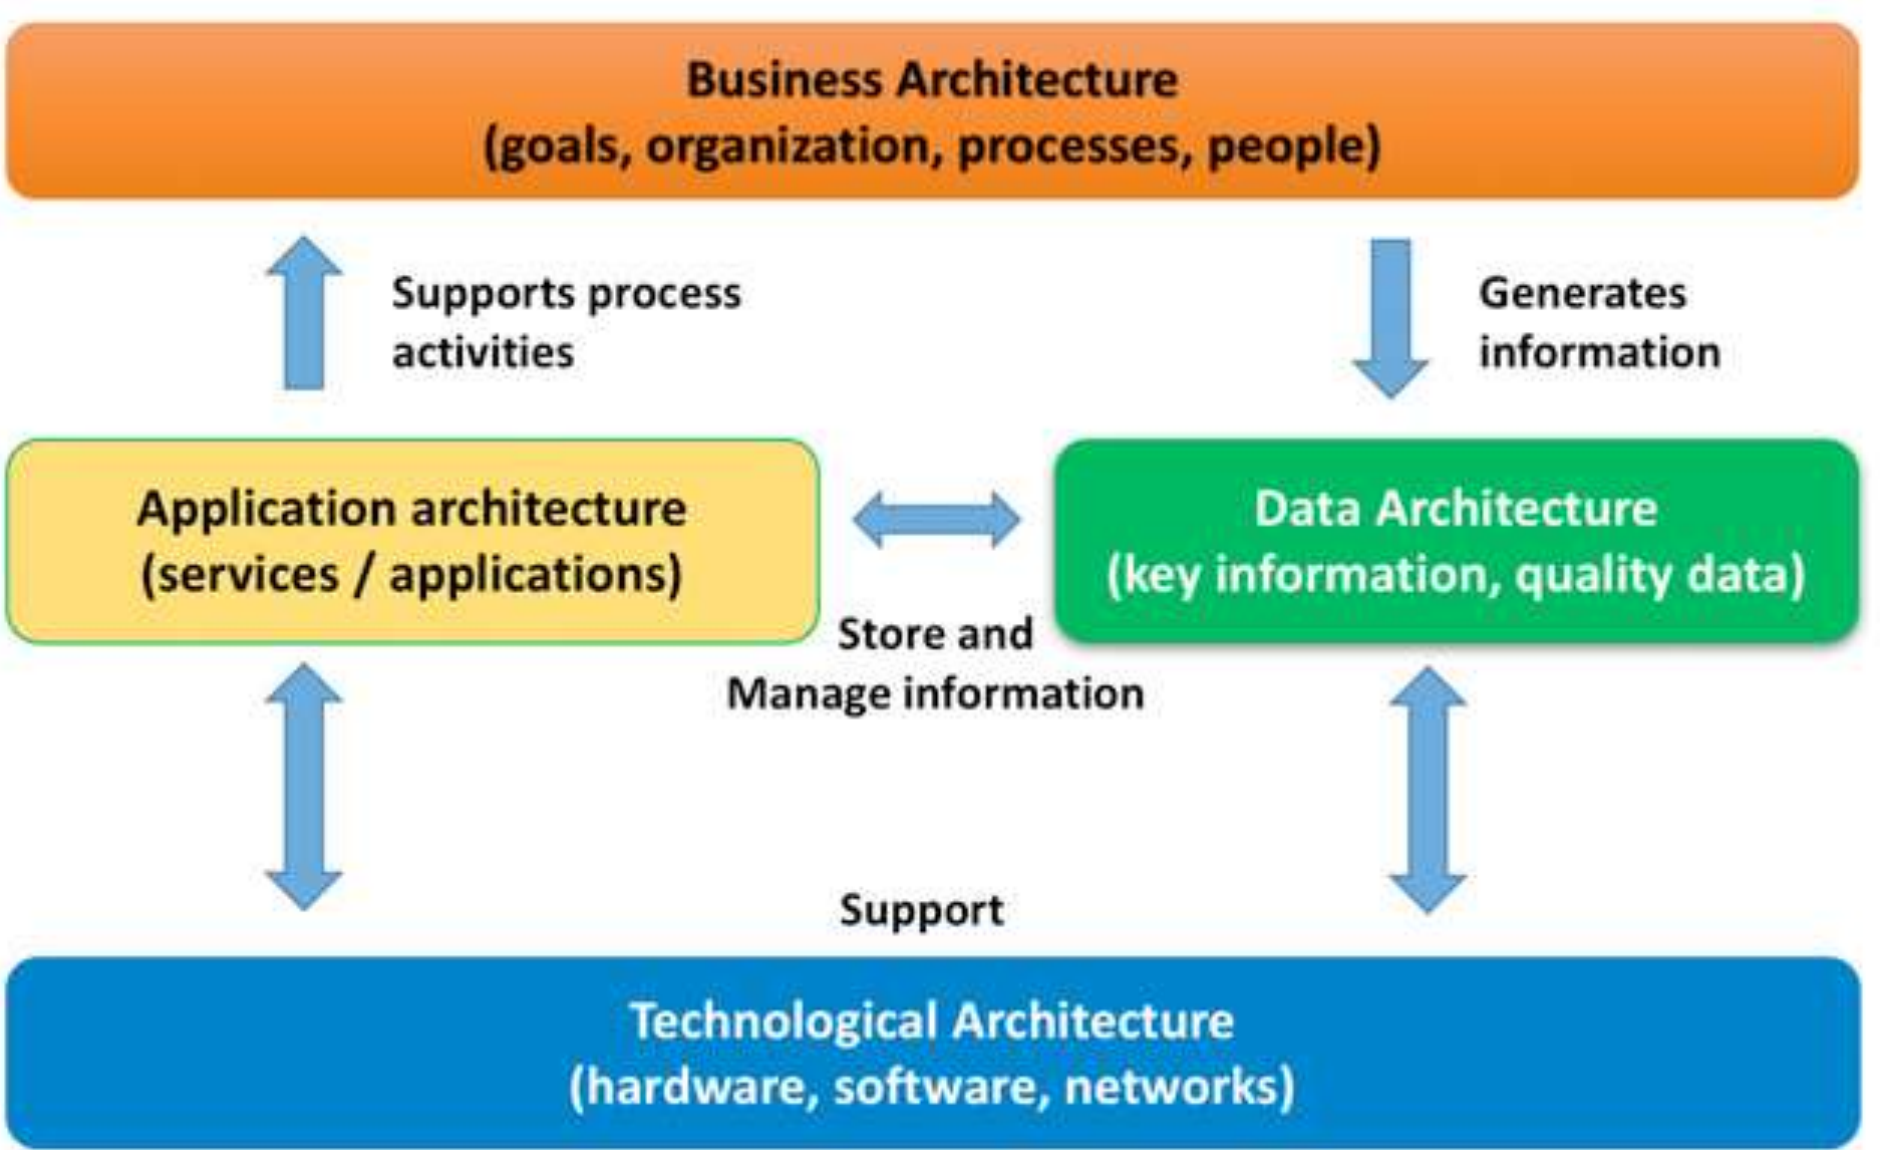 Business Architecture
(goals, organization, processes, people)
Supports process
activities
Generates
information
Application architecture
(services / applications)
Data Architecture
(key information, quality data)
Store and
Manage information
Support
Technological Architecture
(hardware, software, networks)